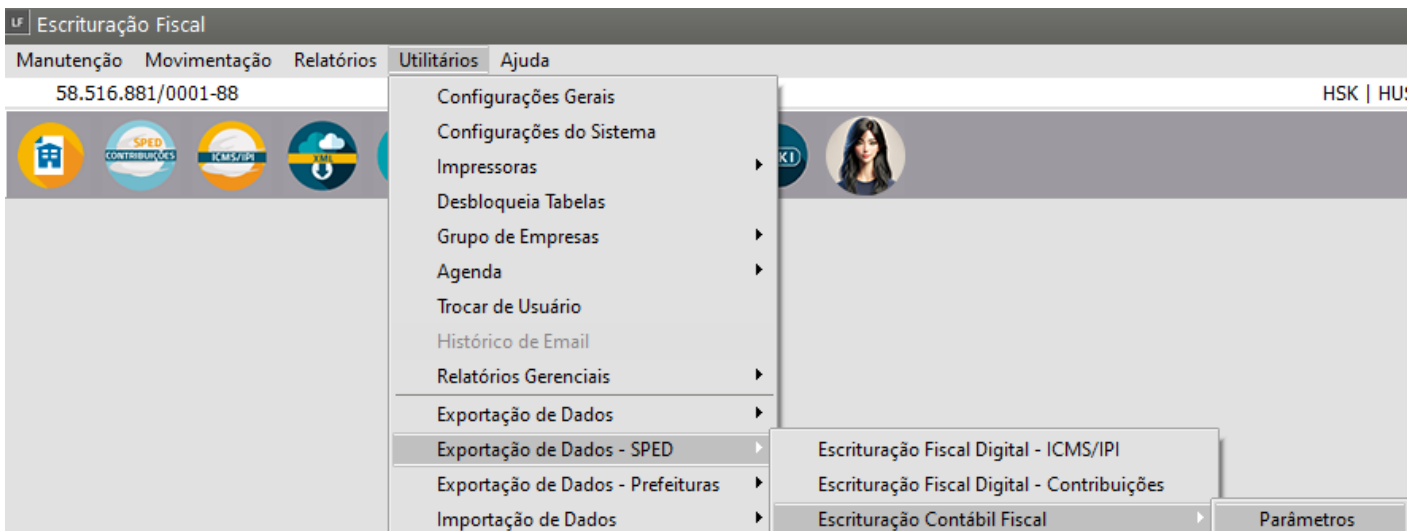 LF Escrituração Fiscal
Manutenção Movimentação Relatórios Utilitários Ajuda
58.516.881/0001-88 HSK | HUS
Configurações Gerais
Configurações do Sistema
SPED CONTRIBUIÇÕES ICMS/IPI XML KI
Impressoras
Desbloqueia Tabelas
Grupo de Empresas
Agenda
Trocar de Usuário
Histórico de Email
Relatórios Gerenciais
Exportação de Dados
Exportação de Dados - SPED Escrituração Fiscal Digital - ICMS/IPI
Exportação de Dados - Prefeituras Escrituração Fiscal Digital - Contribuições
Importação de Dados Escrituração Contábil Fiscal Parâmetros